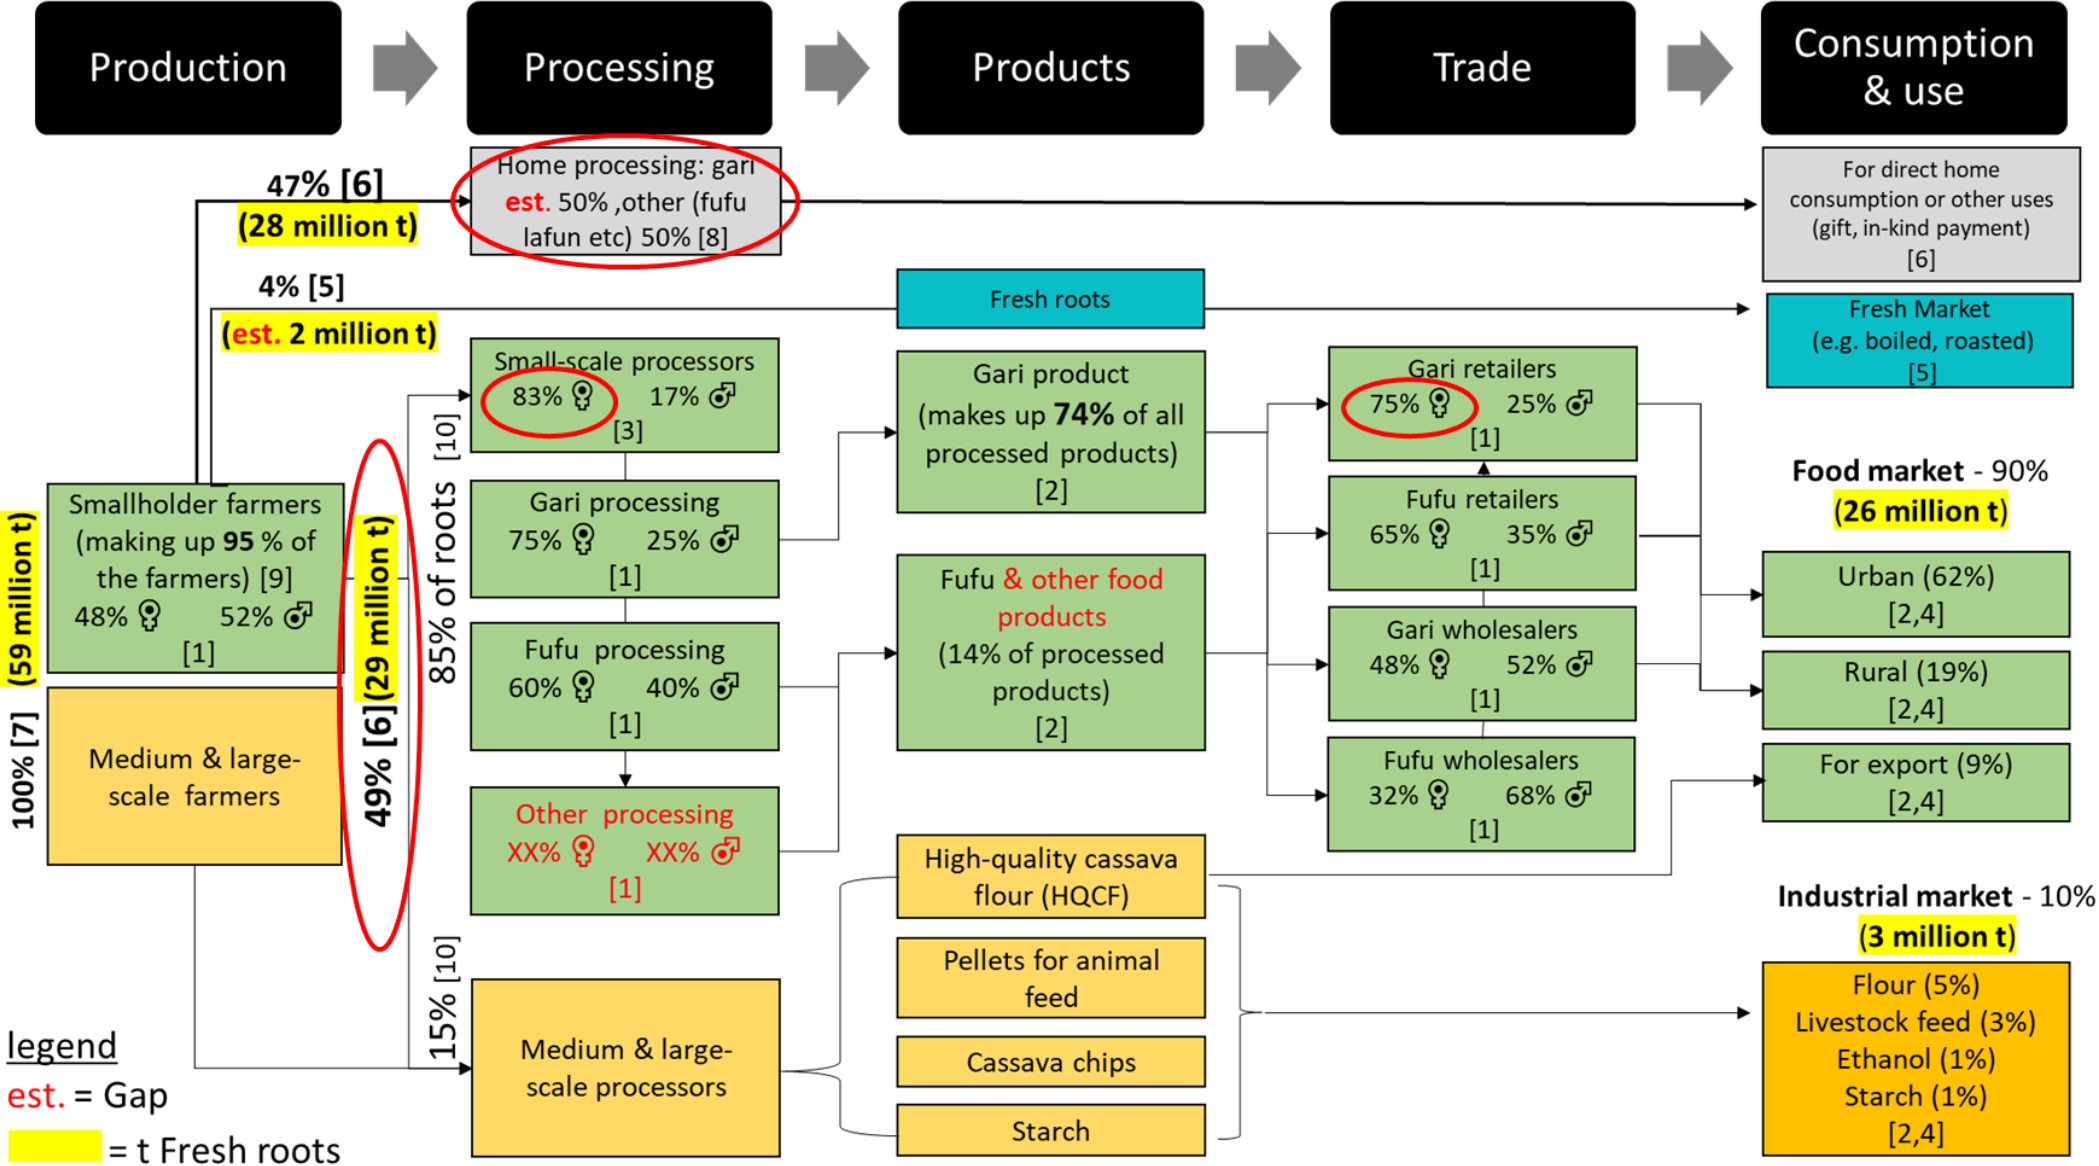 Production
Processing
Products
Trade
Consumption
& use
47% [6]
(28 million t)
Home processing: gari
est. 50% ,other (fufu
lafun etc) 50% [8]
For direct home
consumption or other uses
(gift, in-kind payment)
[6]
4% [5]
(est. 2 million t)
Fresh roots
Fresh Market
(e.g. boiled, roasted)
[5]
100% [7] (59 million t)
Smallholder farmers
(making up 95 % of
the farmers) [9]
48% ♀ 52% ♂
[1]
Medium & large-
scale farmers
49% [6](29 million t)
85% of roots [10]
15% [10]
Small-scale processors
83% ♀ 17% ♂
[3]
Gari processing
75% ♀ 25% ♂
[1]
Fufu processing
60% ♀ 40% ♂
[1]
Other processing
XX% ♀ XX% ♂
[1]
Medium & large-
scale processors
Gari product
(makes up 74% of all
processed products)
[2]
Fufu & other food
products
(14% of processed
products)
[2]
High-quality cassava
flour (HQCF)
Pellets for animal
feed
Cassava chips
Starch
Gari retailers
75% ♀ 25% ♂
[1]
Fufu retailers
65% ♀ 35% ♂
[1]
Gari wholesalers
48% ♀ 52% ♂
[1]
Fufu wholesalers
32% ♀ 68% ♂
[1]
Food market - 90%
(26 million t)
Urban (62%)
[2,4]
Rural (19%)
[2,4]
For export (9%)
[2,4]
Industrial market - 10%
(3 million t)
Flour (5%)
Livestock feed (3%)
Ethanol (1%)
Starch (1%)
[2,4]
legend
est. = Gap
= t Fresh roots